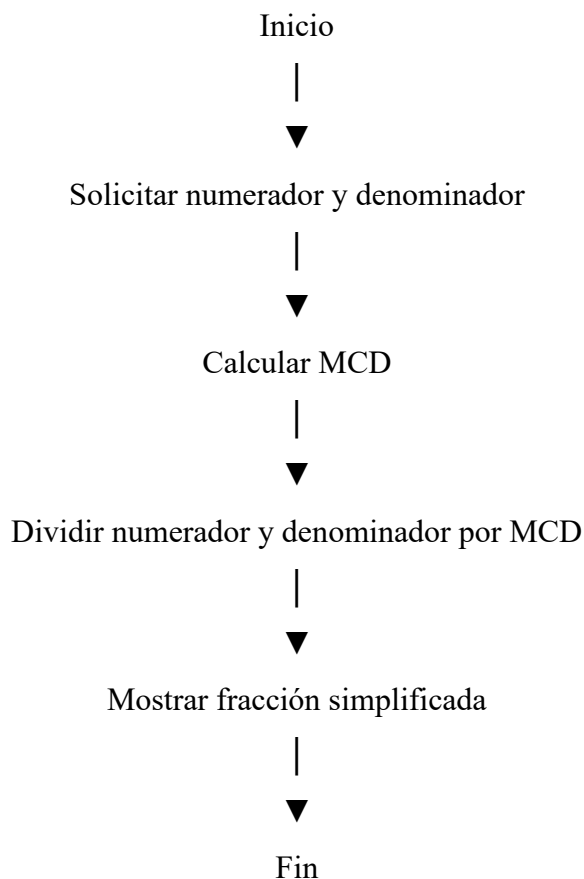 Inicio
Solicitar numerador y denominador
Calcular MCD
Dividir numerador y denominador por MCD
Mostrar fracción simplificada
Fin